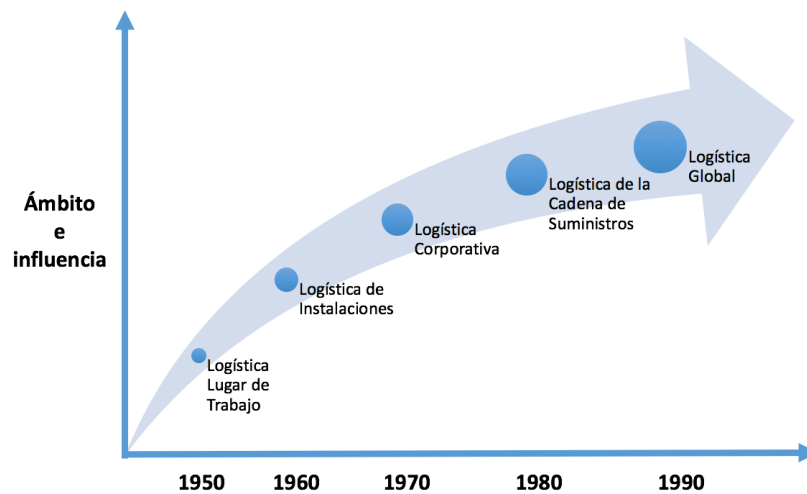 Ámbito
e
influencia
Logística
Global
Logística de la
Cadena de
Suministros
Logística
Corporativa
Logística de
Instalaciones
Logística
Lugar de
Trabajo
1950
1960
1970
1980
1990